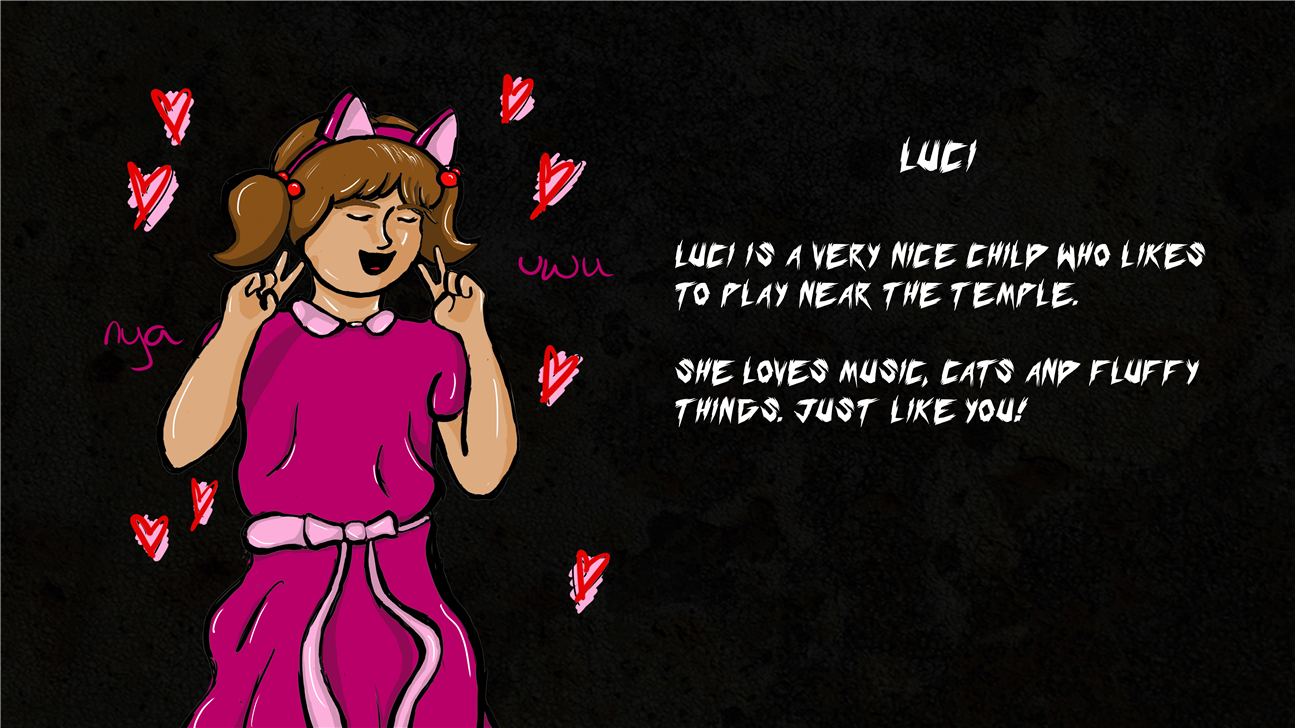 LUCI
LUCI IS A VERY NICE CHILD WHO LIKES
TO PLAY NEAR THE TEMPLE.
SHE LOVES MUSIC, CATS AND FLUFFY
THINGS. JUST LIKE YOU!
uwu
nya